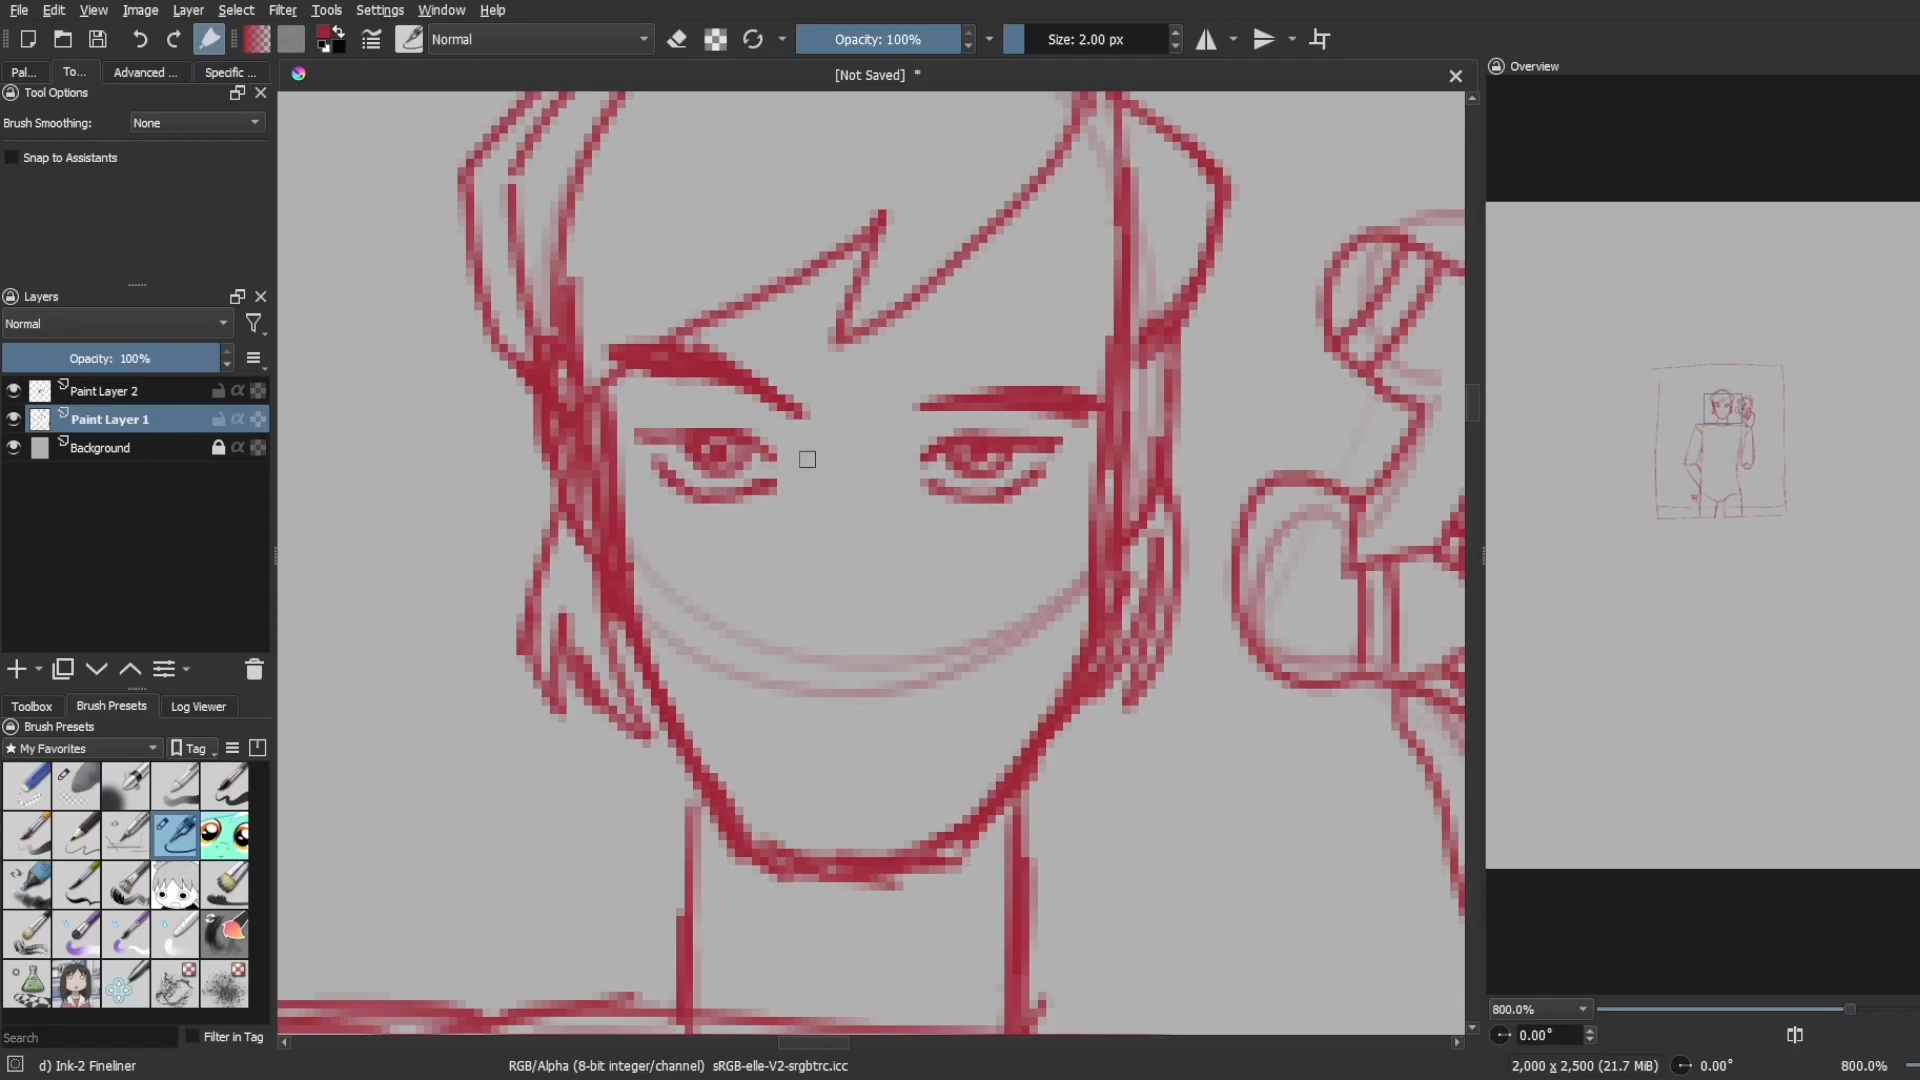 File Edit View Image Layer Select Filter Tools Settings Window Help
Normal Opacity: 100% Size: 2.00 px
Pal... To... Advanced ... Specific ...
[Not Saved] *
Overview
Tool Options
Brush Smoothing: None
Snap to Assistants
Layers
Normal
Opacity: 100%
Paint Layer 2
Paint Layer 1
Background
Toolbox Brush Presets Log Viewer
Brush Presets
My Favorites Tag
Search Filter in Tag
800.0%
0.00°
d) Ink-2 Fineliner RGB/Alpha (8-bit integer/channel) sRGB-elle-V2-srgbtrc.icc 2,000 x 2,500 (21.7 MiB) 0.00° 800.0%